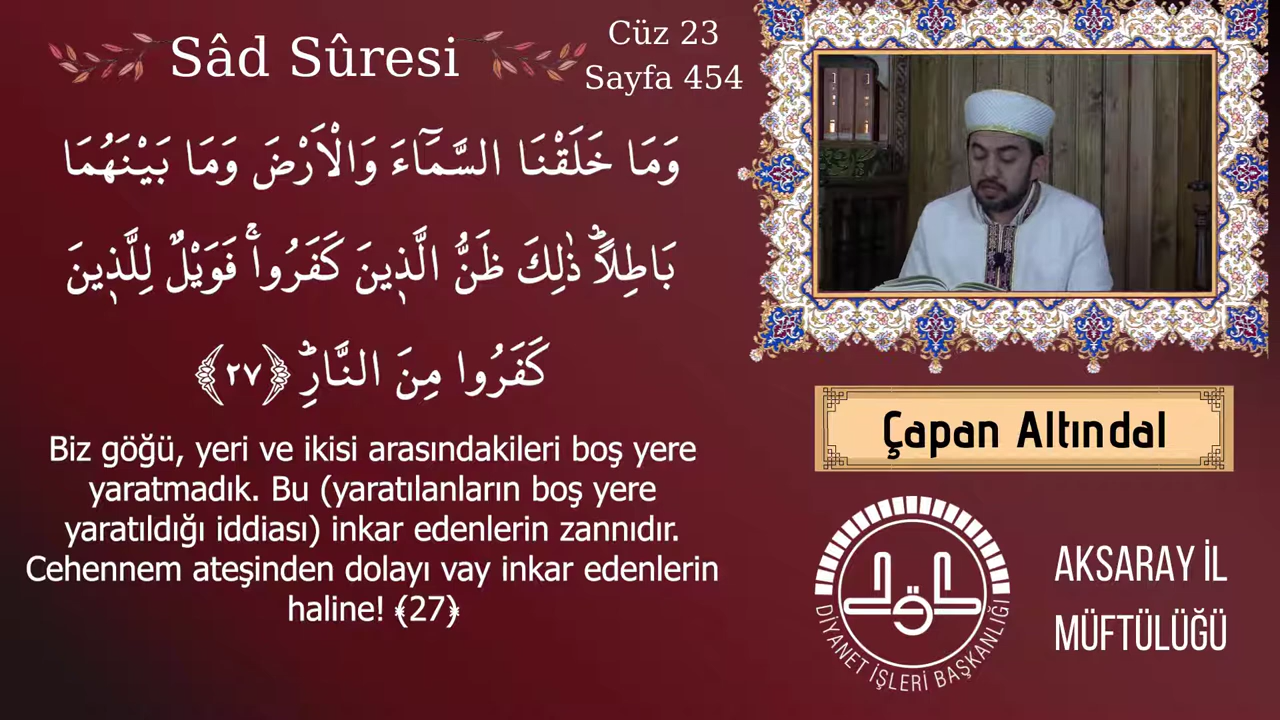 Sâd Sûresi
Cüz 23
Sayfa 454
وَمَا خَلَقْنَا السَّمَٓاءَ وَالْاَرْضَ وَمَا بَيْنَهُمَا
بَاطِلاًۜ ذٰلِكَ ظَنُّ الَّذ۪ينَ كَفَرُواۚ فَوَيْلٌ لِلَّذ۪ينَ
كَفَرُوا مِنَ النَّارِۜ ﴿٢٧﴾
Biz göğü, yeri ve ikisi arasındakileri boş yere
yaratmadık. Bu (yaratılanların boş yere
yaratıldığı iddiası) inkar edenlerin zannıdır.
Cehennem ateşinden dolayı vay inkar edenlerin
haline! ﴾27﴿
Çapan Altındal
DİYANET İŞLERİ BAŞKANLIĞI
AKSARAY İL
MÜFTÜLÜĞÜ